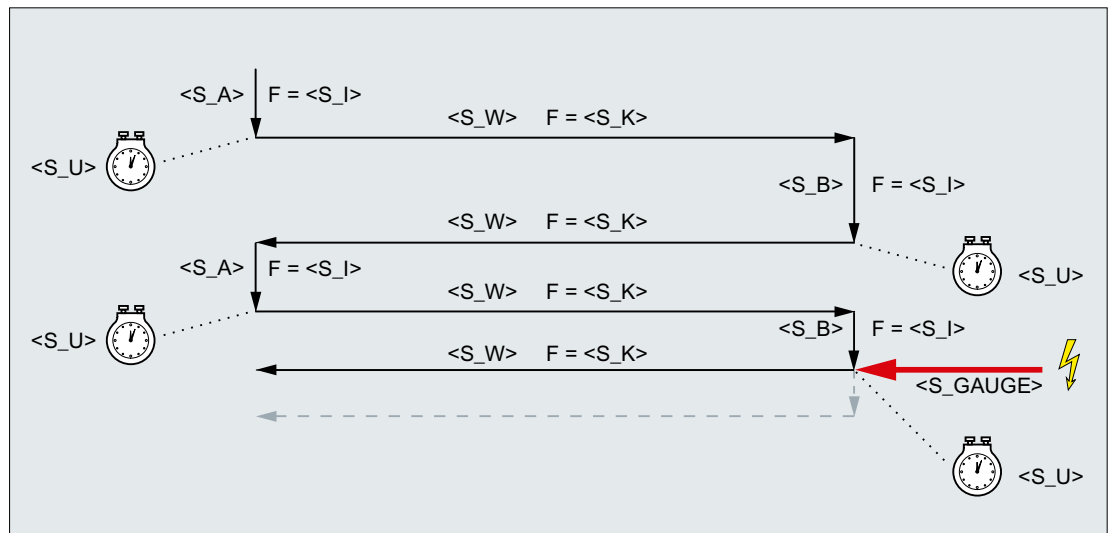 <S_A> F = <S_I>
<S_W> F = <S_K>
<S_U>
<S_B> F = <S_I>
<S_W> F = <S_K>
<S_A> F = <S_I>
<S_U>
<S_W> F = <S_K>
<S_U>
<S_B> F = <S_I>
<S_W> F = <S_K>
<S_GAUGE>
<S_U>